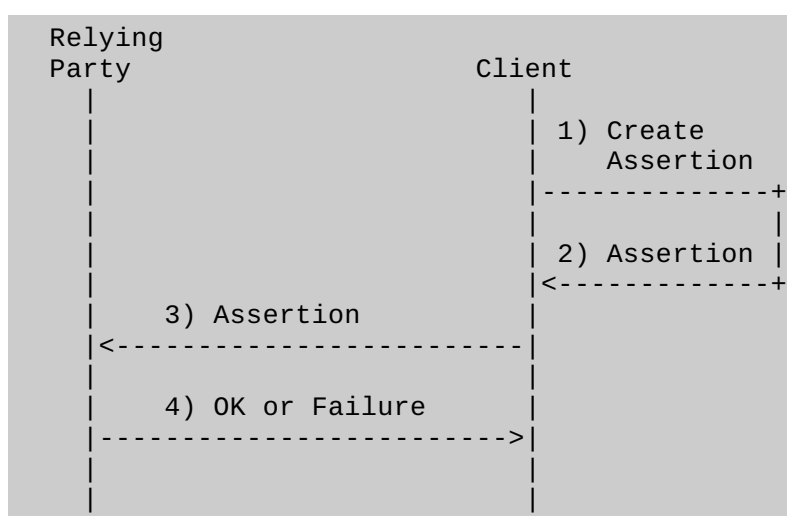 Relying
Party Client
1) Create
Assertion
2) Assertion
3) Assertion
4) OK or Failure